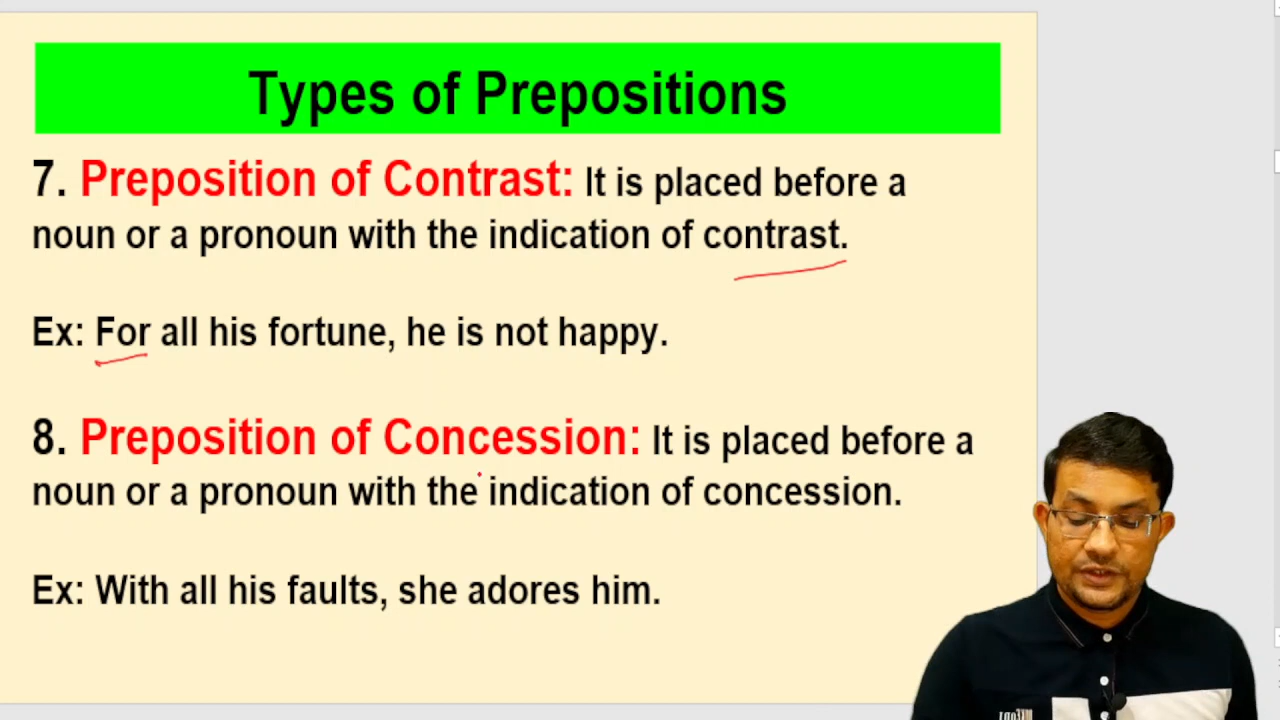 Types of Prepositions
7. Preposition of Contrast: It is placed before a
noun or a pronoun with the indication of contrast.
Ex: For all his fortune, he is not happy.
8. Preposition of Concession: It is placed before a
noun or a pronoun with the indication of concession.
Ex: With all his faults, she adores him.